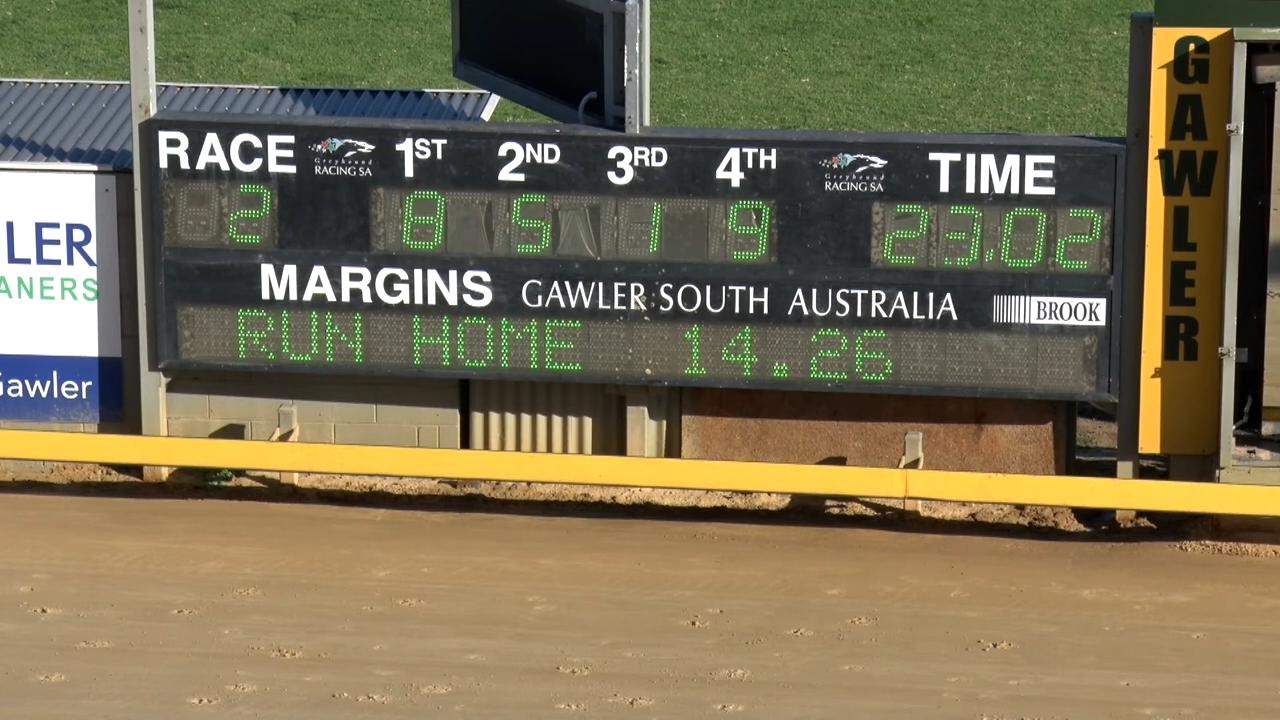 RACE Greyhound RACING SA 1ST 2ND 3RD 4TH Greyhound RACING SA TIME
2 8 5 1 9 23.02
MARGINS GAWLER SOUTH AUSTRALIA BROOK
RUN HOME 14.26
LER
ANERS
Gawler
GAWLER